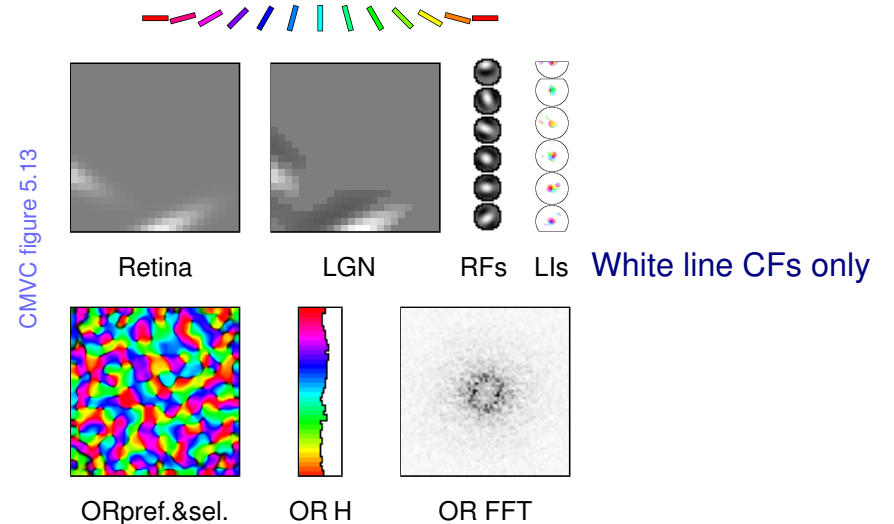 CMVC figure 5.13
Retina
LGN
RFs
LIs
White line CFs only
ORpref.&sel.
OR H
OR FFT